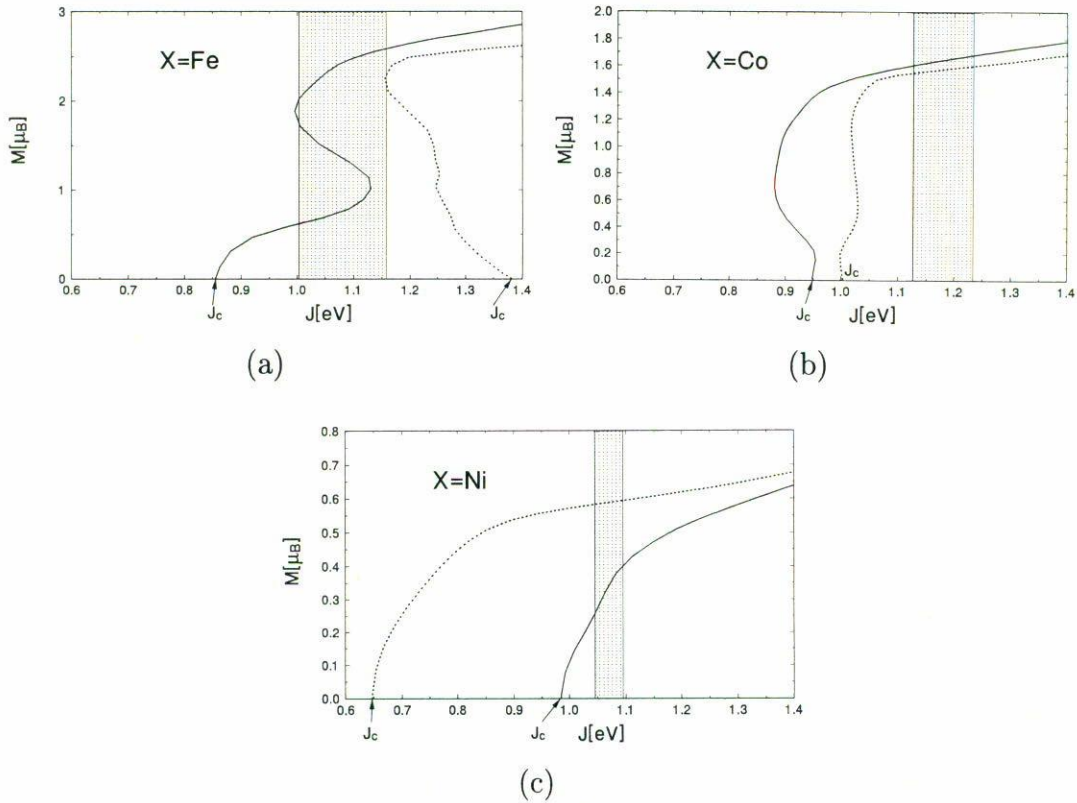 3
2
1
0
M[μB]
X=Fe
0.6 0.7 0.8 0.9 1.0 1.1 1.2 1.3 1.4
Jc J[eV] Jc
(a)
2.0
1.8
1.6
1.4
1.2
1.0
0.8
0.6
0.4
0.2
0.0
M[μB]
X=Co
Jc
0.6 0.7 0.8 0.9 1.0 1.1 1.2 1.3 1.4
Jc J[eV]
(b)
0.8
0.7
0.6
0.5
0.4
0.3
0.2
0.1
0.0
M[μB]
X=Ni
0.6 0.7 0.8 0.9 1.0 1.1 1.2 1.3 1.4
Jc Jc J[eV]
(c)